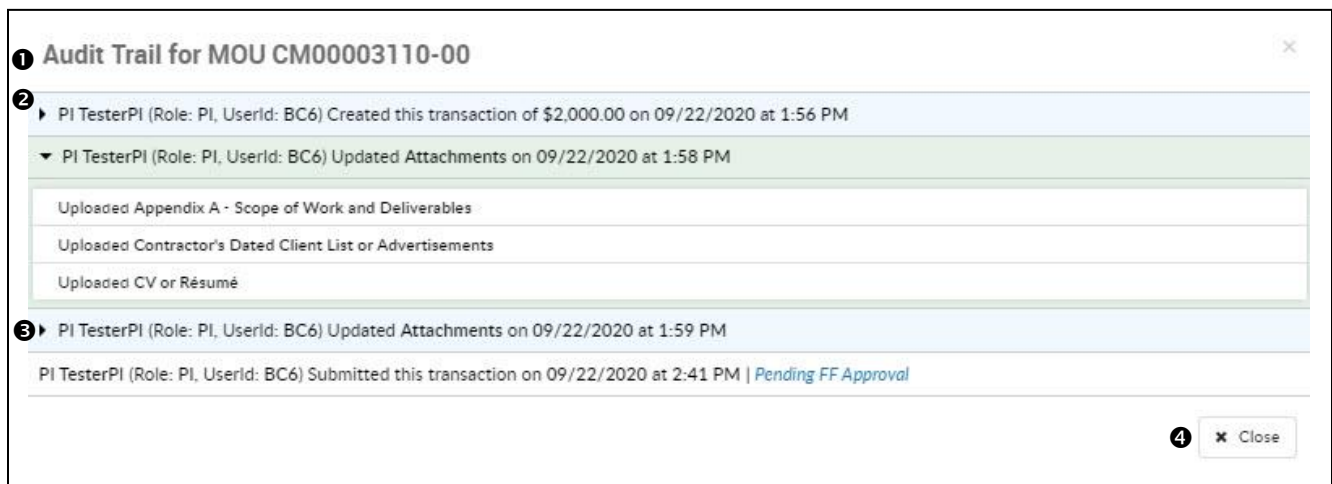 ❶ Audit Trail for MOU CM00003110-00 ×
❷ PI TesterPI (Role: PI, UserId: BC6) Created this transaction of $2,000.00 on 09/22/2020 at 1:56 PM
PI TesterPI (Role: PI, UserId: BC6) Updated Attachments on 09/22/2020 at 1:58 PM
Uploaded Appendix A - Scope of Work and Deliverables
Uploaded Contractor's Dated Client List or Advertisements
Uploaded CV or Résumé
❸ PI TesterPI (Role: PI, UserId: BC6) Updated Attachments on 09/22/2020 at 1:59 PM
PI TesterPI (Role: PI, UserId: BC6) Submitted this transaction on 09/22/2020 at 2:41 PM | Pending FF Approval
❹ × Close